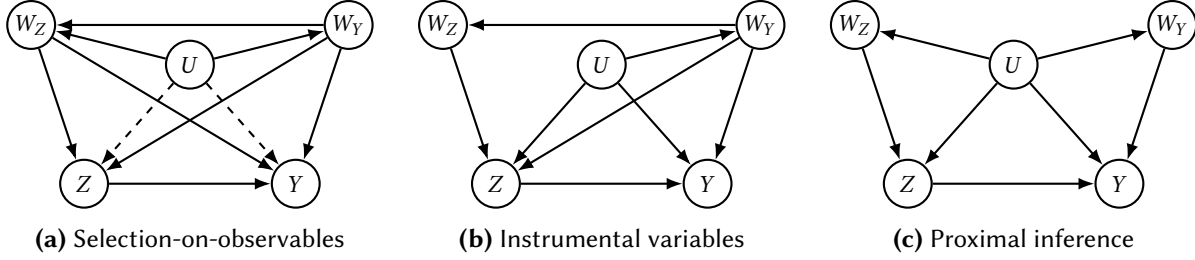 W_Z W_Y W_Z W_Y W_Z W_Y
U U U
Z Y Z Y Z Y
(a) Selection-on-observables (b) Instrumental variables (c) Proximal inference